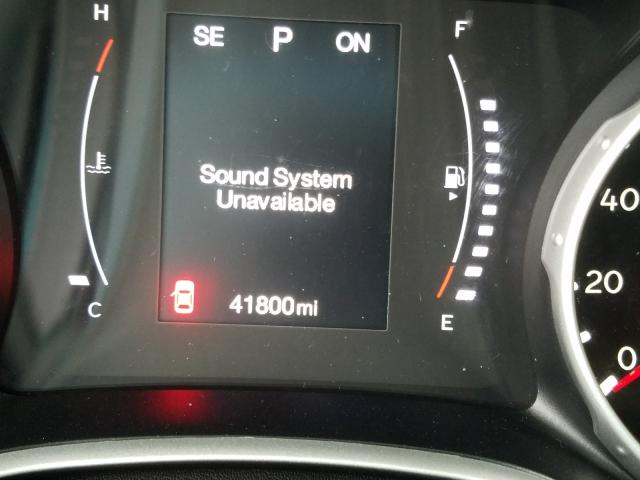 H
SE P ON
F
Sound System
Unavailable
C
41800mi
E
40
20
0